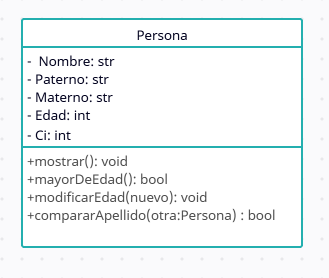 Persona
- Nombre: str
- Paterno: str
- Materno: str
- Edad: int
- Ci: int
+mostrar(): void
+mayorDeEdad(): bool
+modificarEdad(nuevo): void
+compararApellido(otra:Persona) : bool